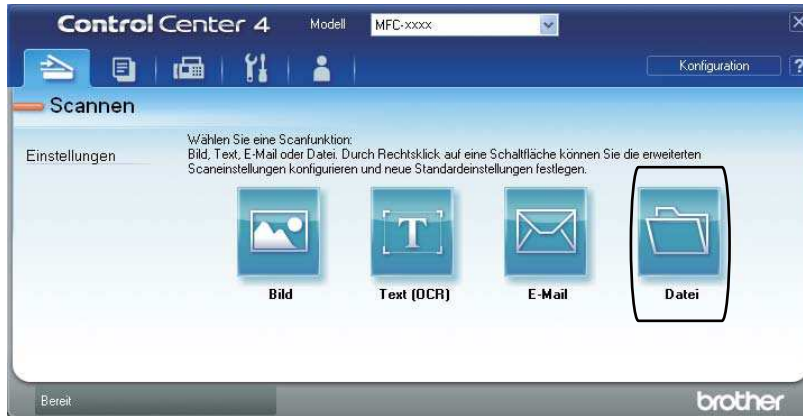 Control Center 4 Modell MFC-xxxx
Konfiguration ?
Scannen
Wählen Sie eine Scanfunktion:
Einstellungen Bild, Text, E-Mail oder Datei. Durch Rechtsklick auf eine Schaltfläche können Sie die erweiterten
Scaneinstellungen konfigurieren und neue Standardeinstellungen festlegen.
T
Bild Text (OCR) E-Mail Datei
Bereit brother